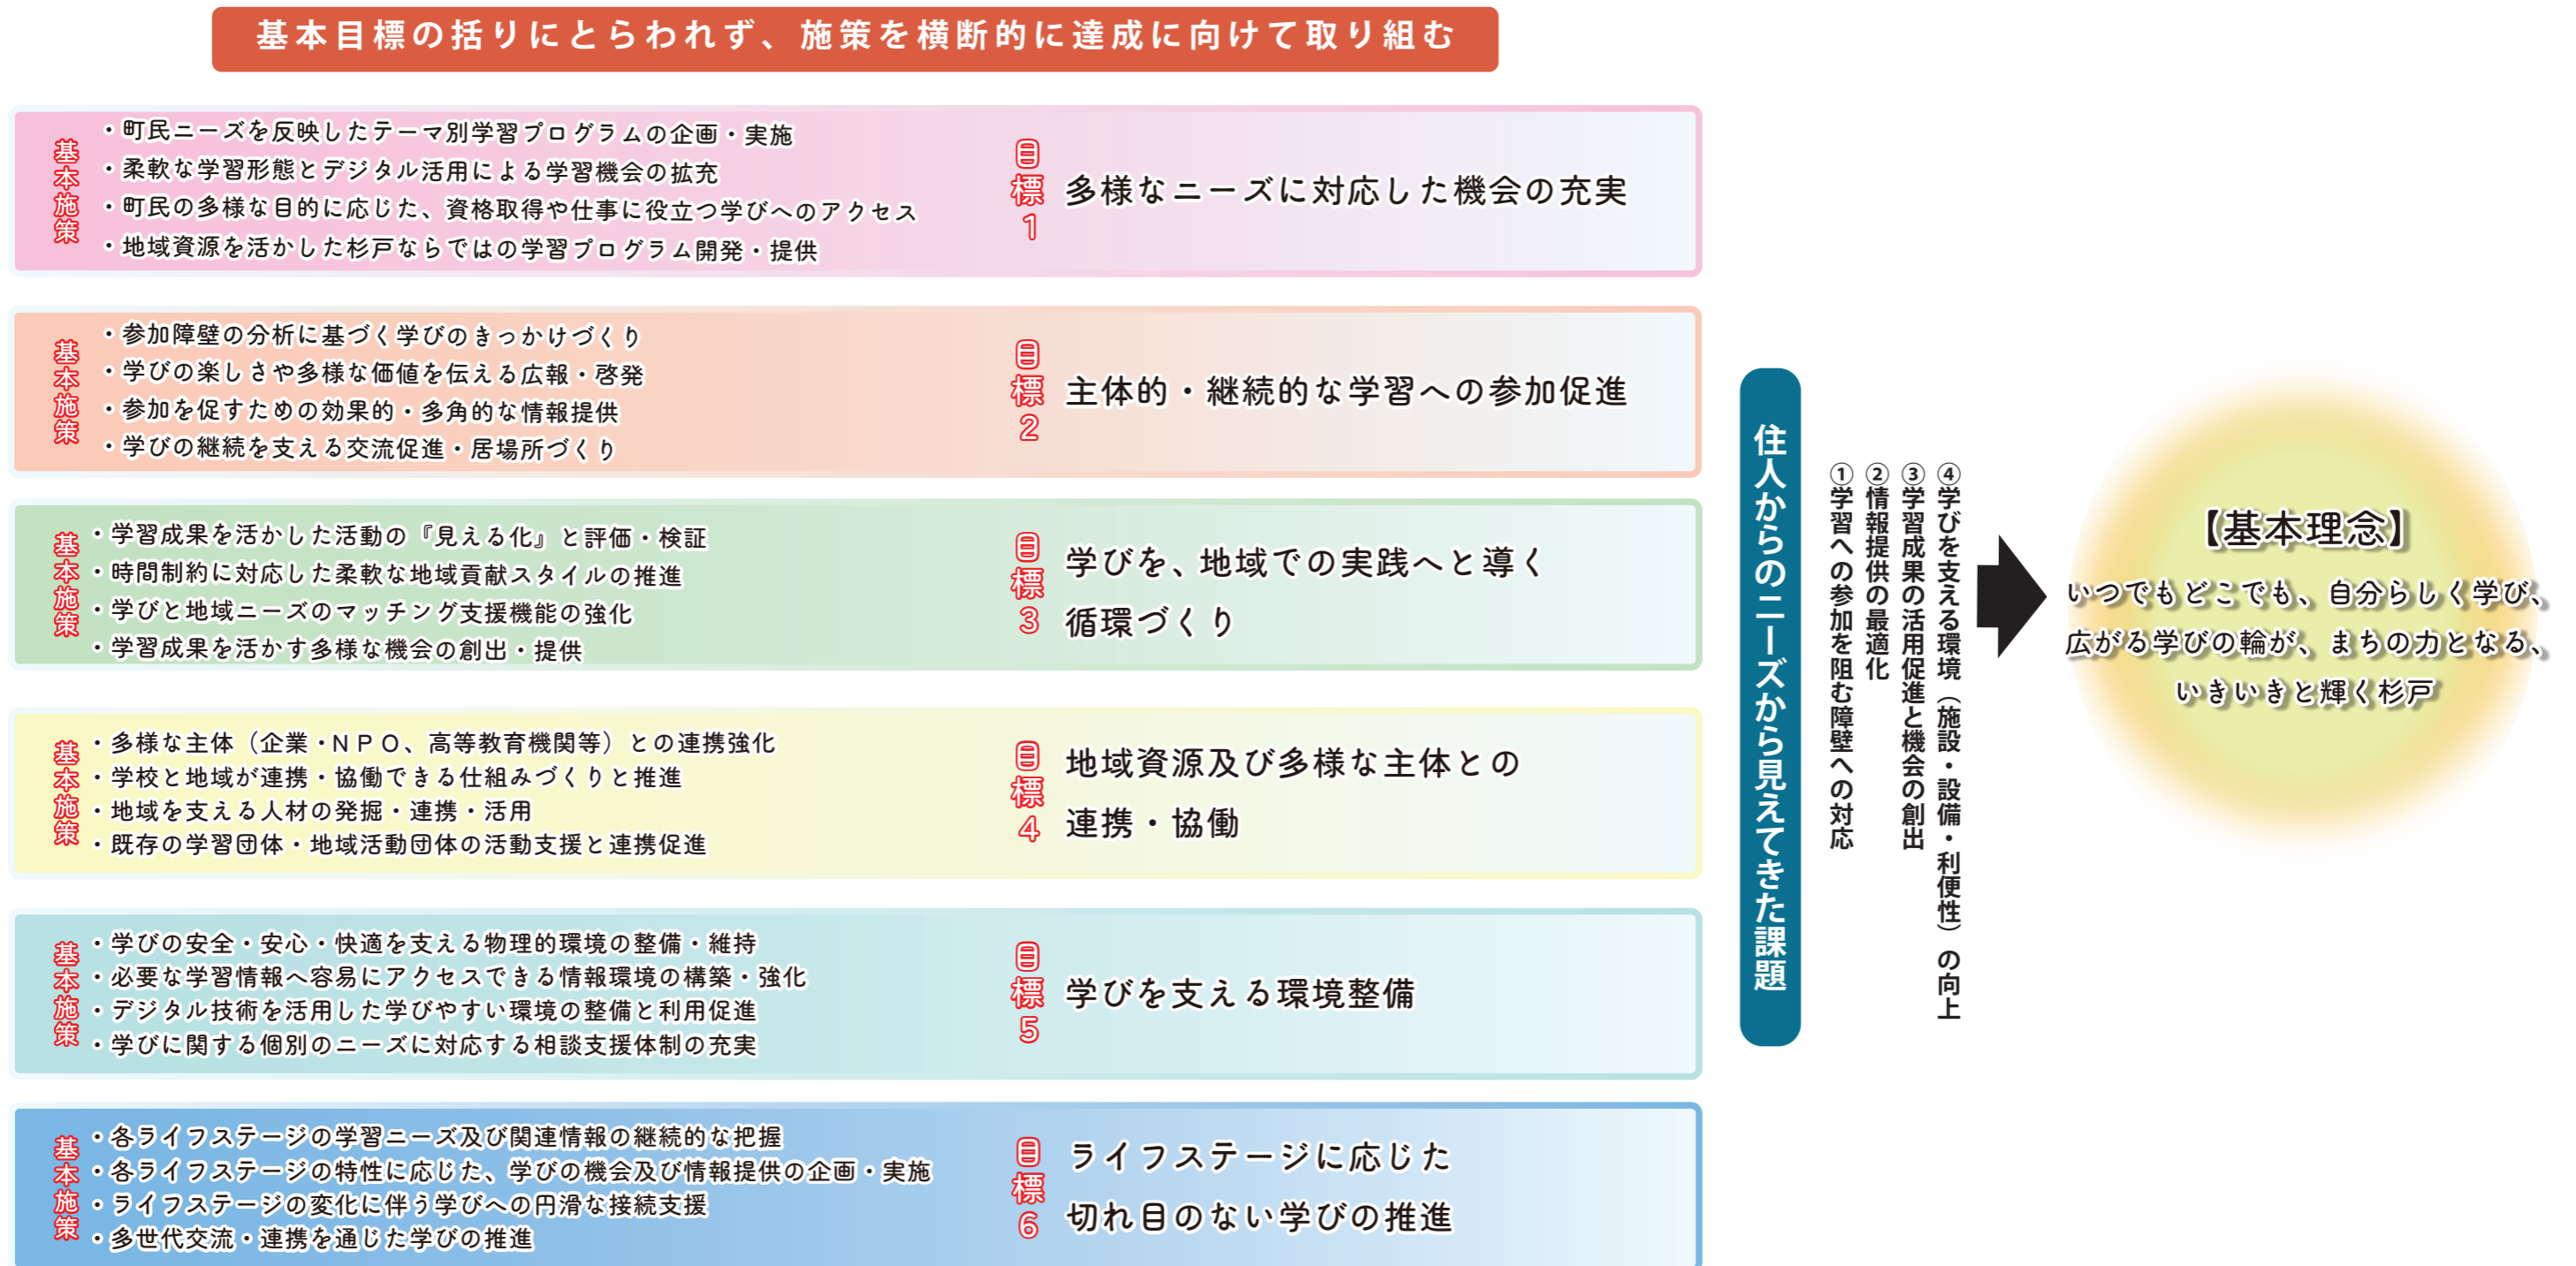 基本目標の括りにとらわれず、施策を横断的に達成に向けて取り組む
基本施策
・町民ニーズを反映したテーマ別学習プログラムの企画・実施
・柔軟な学習形態とデジタル活用による学習機会の拡充
・町民の多様な目的に応じた、資格取得や仕事に役立つ学びへのアクセス
・地域資源を活かした杉戸ならではの学習プログラム開発・提供
目標1
多様なニーズに対応した機会の充実
基本施策
・参加障壁の分析に基づく学びのきっかけづくり
・学びの楽しさや多様な価値を伝える広報・啓発
・参加を促すための効果的・多角的な情報提供
・学びの継続を支える交流促進・居場所づくり
目標2
主体的・継続的な学習への参加促進
基本施策
・学習成果を活かした活動の『見える化』と評価・検証
・時間制約に対応した柔軟な地域貢献スタイルの推進
・学びと地域ニーズのマッチング支援機能の強化
・学習成果を活かす多様な機会の創出・提供
目標3
学びを、地域での実践へと導く
循環づくり
基本施策
・多様な主体（企業・ＮＰＯ、高等教育機関等）との連携強化
・学校と地域が連携・協働できる仕組みづくりと推進
・地域を支える人材の発掘・連携・活用
・既存の学習団体・地域活動団体の活動支援と連携促進
目標4
地域資源及び多様な主体との
連携・協働
基本施策
・学びの安全・安心・快適を支える物理的環境の整備・維持
・必要な学習情報へ容易にアクセスできる情報環境の構築・強化
・デジタル技術を活用した学びやすい環境の整備と利用促進
・学びに関する個別のニーズに対応する相談支援体制の充実
目標5
学びを支える環境整備
基本施策
・各ライフステージの学習ニーズ及び関連情報の継続的な把握
・各ライフステージの特性に応じた、学びの機会及び情報提供の企画・実施
・ライフステージの変化に伴う学びへの円滑な接続支援
・多世代交流・連携を通じた学びの推進
目標6
ライフステージに応じた
切れ目のない学びの推進
住人からのニーズから見えてきた課題
①学習への参加を阻む障壁への対応
②情報提供の最適化
③学習成果の活用促進と機会の創出
④学びを支える環境（施設・設備・利便性）の向上
【基本理念】
いつでもどこでも、自分らしく学び、
広がる学びの輪が、まちの力となる、
いきいきと輝く杉戸